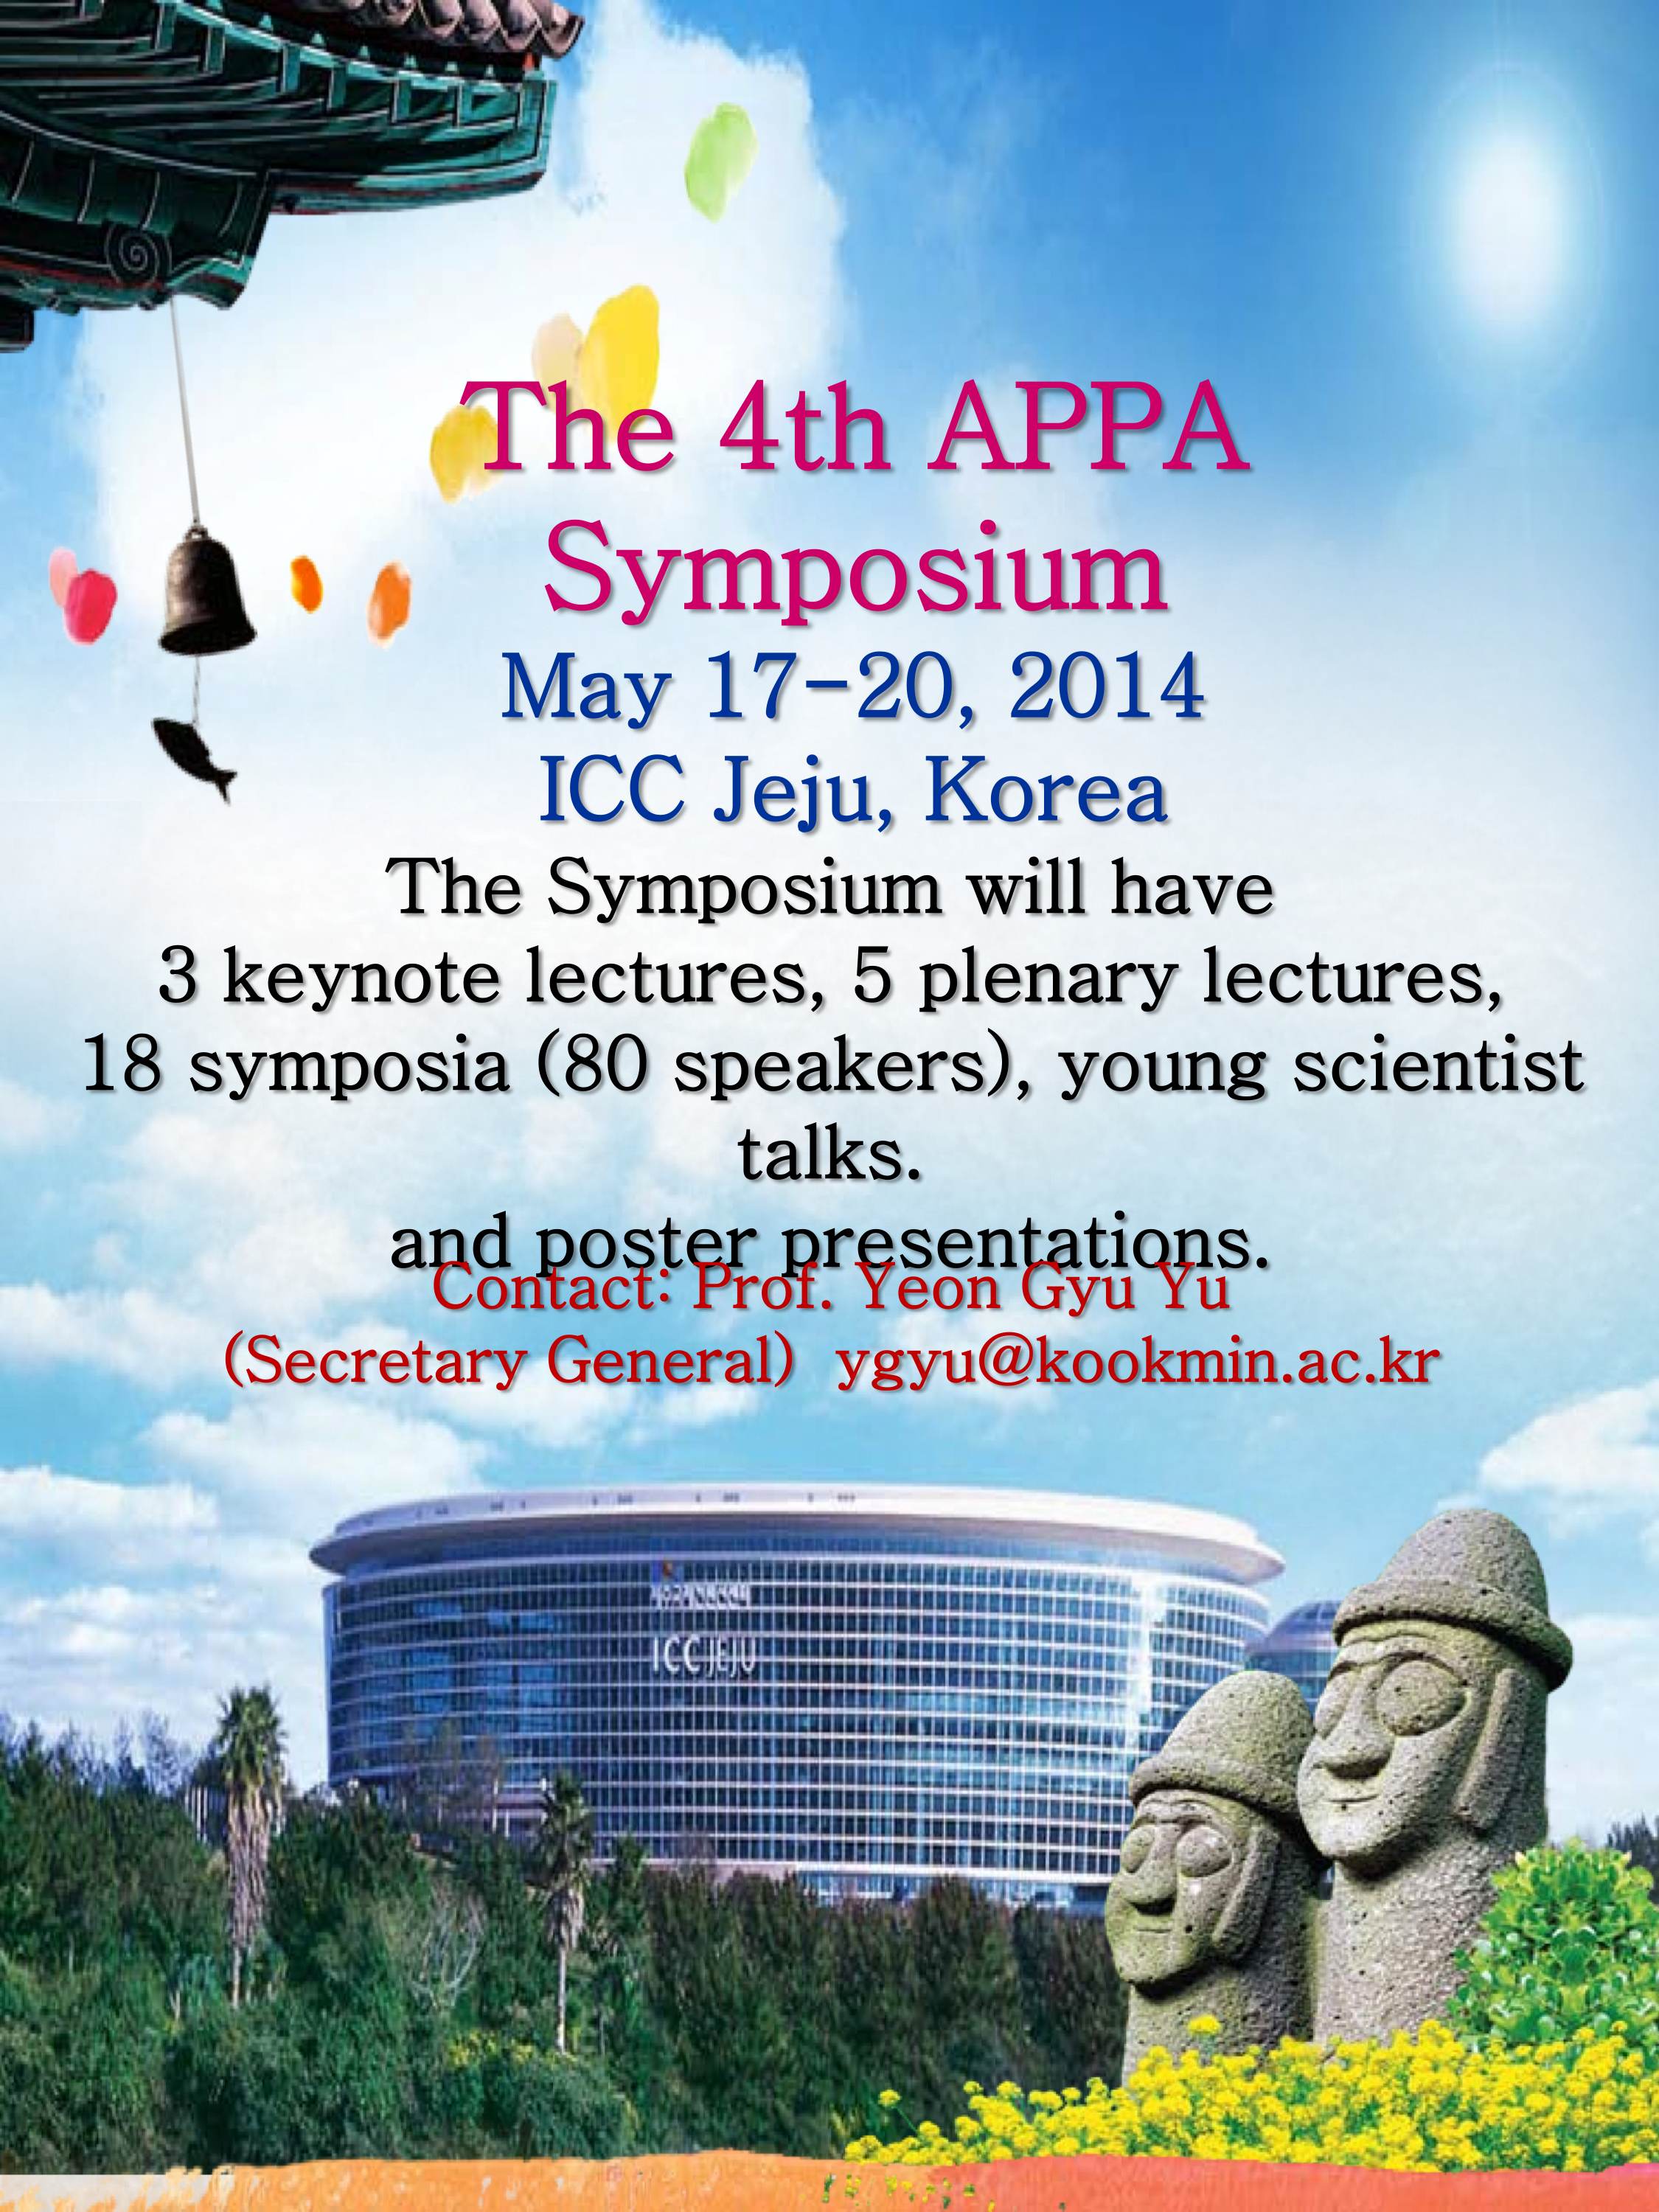 The 4th APPA
Symposium
May 17-20, 2014
ICC Jeju, Korea
The Symposium will have
3 keynote lectures, 5 plenary lectures,
18 symposia (80 speakers), young scientist
talks.
and poster presentations.
Contact: Prof. Yeon Gyu Yu
(Secretary General)  ygyu@kookmin.ac.kr
ICC JEJU